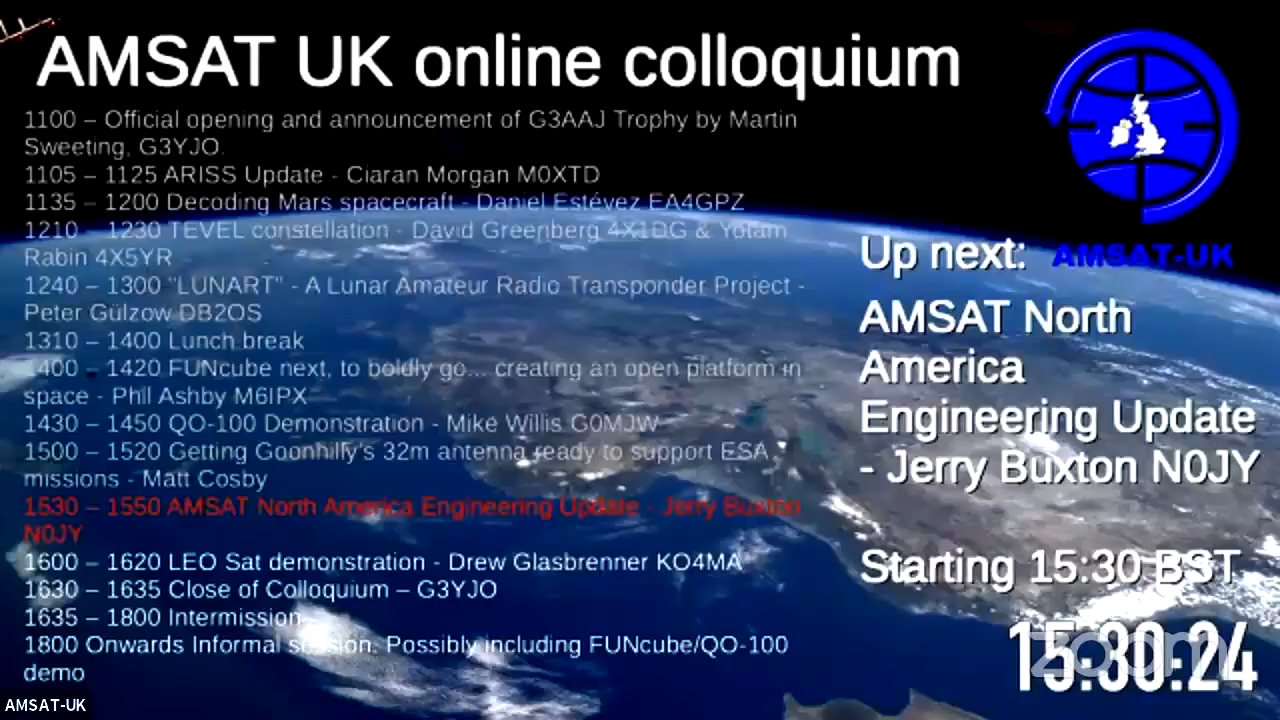 AMSAT UK online colloquium
1100 – Official opening and announcement of G3AAJ Trophy by Martin
Sweeting, G3YJO.
1105 – 1125 ARISS Update - Ciaran Morgan M0XTD
1135 – 1200 Decoding Mars spacecraft - Daniel Estévez EA4GPZ
1210 – 1230 TEVEL constellation - David Greenberg 4X1DG & Yotam
Rabin 4X5YR
1240 – 1300 "LUNART" - A Lunar Amateur Radio Transponder Project -
Peter Gülzow DB2OS
1310 – 1400 Lunch break
1400 – 1420 FUNcube next, to boldly go... creating an open platform in
space - Phil Ashby M6IPX
1430 – 1450 QO-100 Demonstration - Mike Willis G0MJW
1500 – 1520 Getting Goonhilly's 32m antenna ready to support ESA
missions - Matt Cosby
1530 – 1550 AMSAT North America Engineering Update - Jerry Buxton
N0JY
1600 – 1620 LEO Sat demonstration - Drew Glasbrenner KO4MA
1630 – 1635 Close of Colloquium – G3YJO
1635 – 1800 Intermission
1800 Onwards Informal session. Possibly including FUNcube/QO-100
demo
AMSAT-UK
Up next:
AMSAT North
America
Engineering Update
- Jerry Buxton N0JY
Starting 15:30 BST
15:30:24
zoom
AMSAT-UK